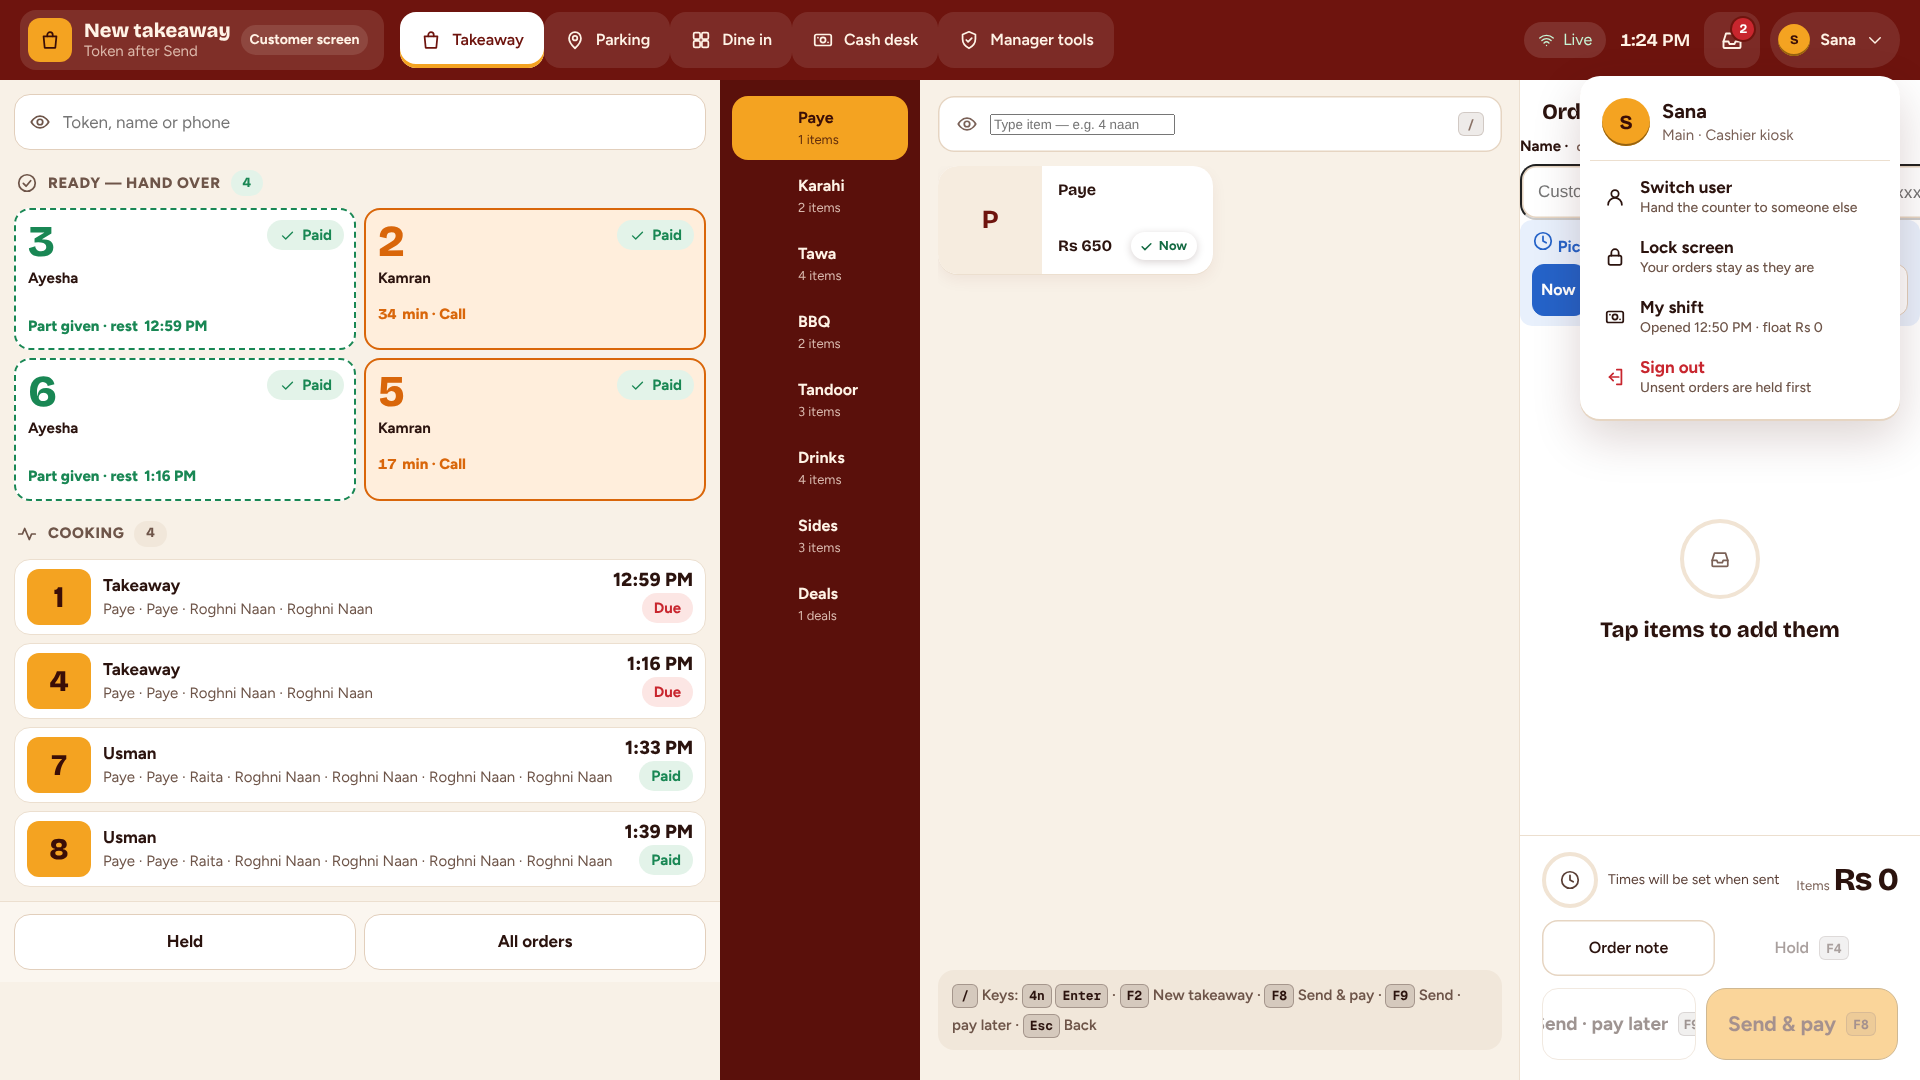 New takeaway
Token after Send
Customer screen
Takeaway
Parking
Dine in
Cash desk
Manager tools
Live
1:24 PM
2
S
Sana
Token, name or phone
READY — HAND OVER 4
3
Paid
Ayesha
Part given · rest 12:59 PM
2
Paid
Kamran
34 min · Call
6
Paid
Ayesha
Part given · rest 1:16 PM
5
Paid
Kamran
17 min · Call
COOKING 4
1
Takeaway
Paye · Paye · Roghni Naan · Roghni Naan
12:59 PM
Due
4
Takeaway
Paye · Paye · Roghni Naan · Roghni Naan
1:16 PM
Due
7
Usman
Paye · Paye · Raita · Roghni Naan · Roghni Naan · Roghni Naan · Roghni Naan
1:33 PM
Paid
8
Usman
Paye · Paye · Raita · Roghni Naan · Roghni Naan · Roghni Naan · Roghni Naan
1:39 PM
Paid
Held
All orders
Paye
1 items
Karahi
2 items
Tawa
4 items
BBQ
2 items
Tandoor
3 items
Drinks
4 items
Sides
3 items
Deals
1 deals
Type item — e.g. 4 naan
/
P
Paye
Rs 650
Now
/ Keys: 4n Enter · F2 New takeaway · F8 Send & pay · F9 Send ·
pay later · Esc Back
Ord
Name ·
Custo
xxx
Pic
Now
S
Sana
Main · Cashier kiosk
Switch user
Hand the counter to someone else
Lock screen
Your orders stay as they are
My shift
Opened 12:50 PM · float Rs 0
Sign out
Unsent orders are held first
Tap items to add them
Times will be set when sent
Items Rs 0
Order note
Hold F4
Send · pay later F9
Send & pay F8